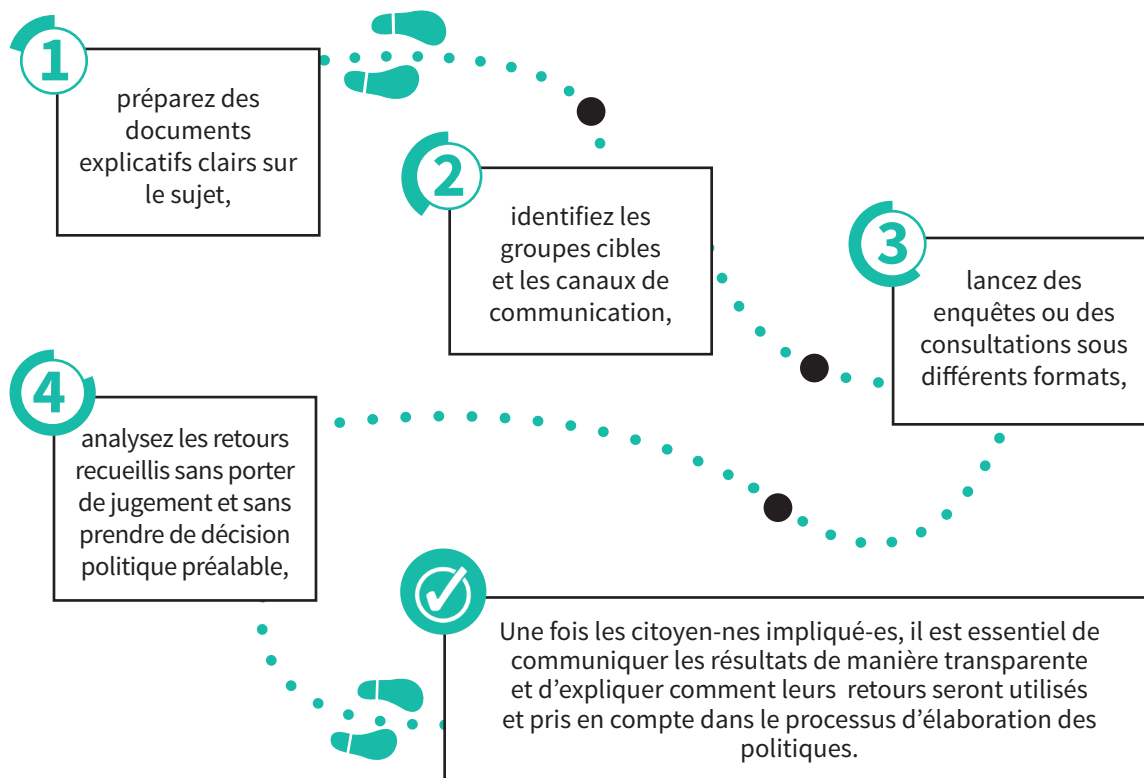 1
préparez des
documents
explicatifs clairs sur
le sujet,
2
identifiez les
groupes cibles
et les canaux de
communication,
3
lancez des
enquêtes ou des
consultations sous
différents formats,
4
analysez les retours
recueillis sans porter
de jugement et sans
prendre de décision
politique préalable,
Une fois les citoyen-nes impliqué-es, il est essentiel de
communiquer les résultats de manière transparente
et d'expliquer comment leurs retours seront utilisés
et pris en compte dans le processus d'élaboration des
politiques.